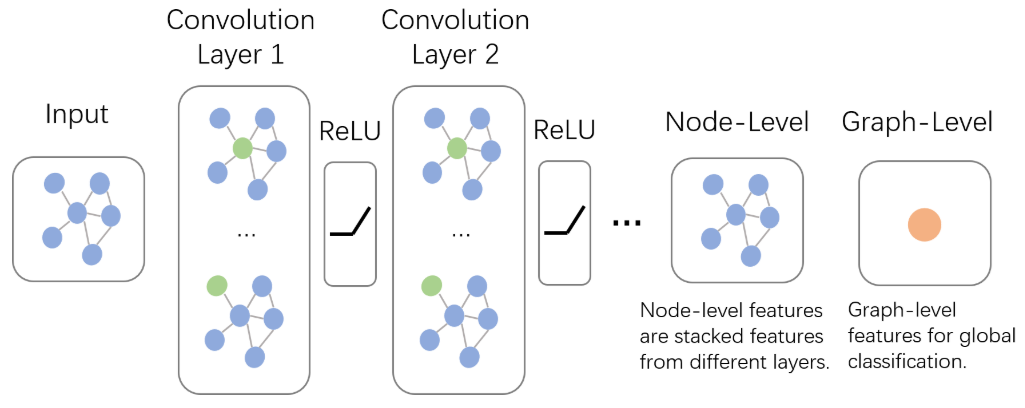 Input
Convolution
Layer 1
...
ReLU
Convolution
Layer 2
...
ReLU
...
Node-Level
Node-level features
are stacked features
from different layers.
Graph-Level
Graph-level
features for global
classification.